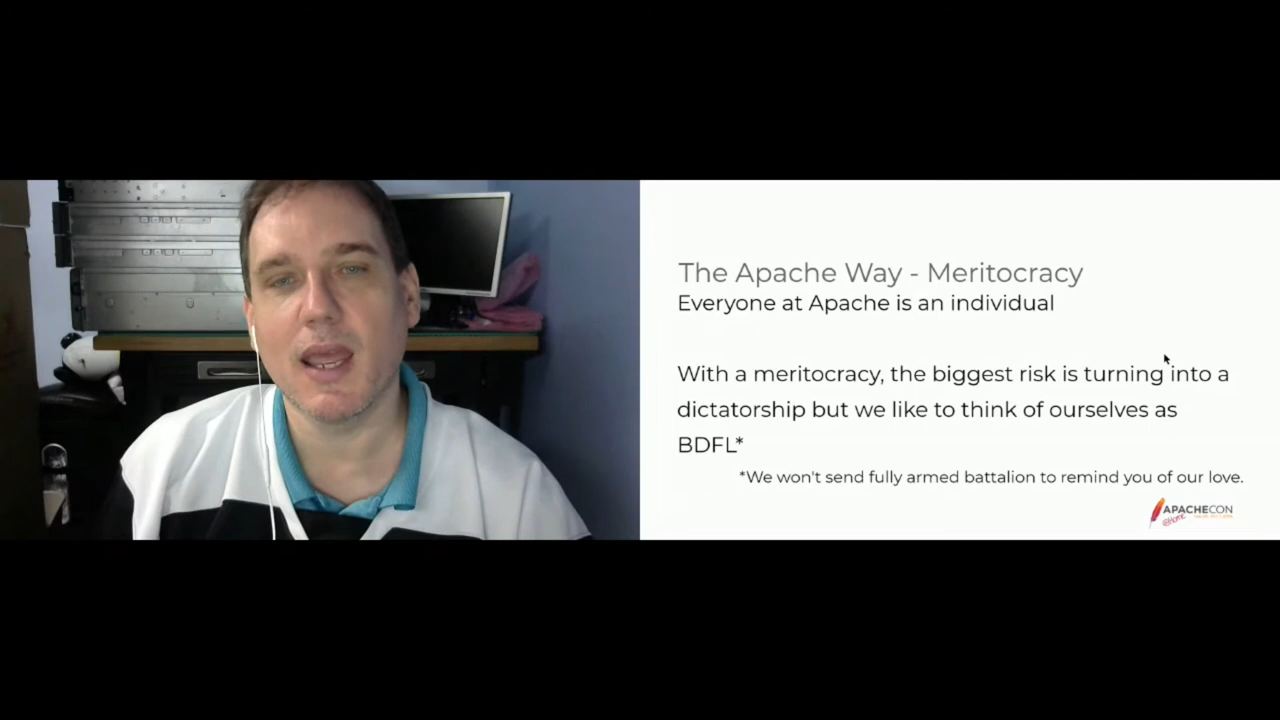 The Apache Way - Meritocracy
Everyone at Apache is an individual
With a meritocracy, the biggest risk is turning into a
dictatorship but we like to think of ourselves as
BDFL*
*We won't send fully armed battalion to remind you of our love.
APACHECON
@Home